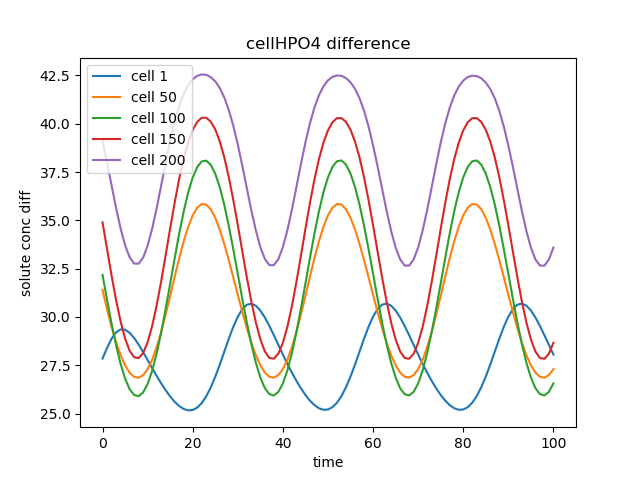 cellHPO4 difference
solute conc diff
42.5
40.0
37.5
35.0
32.5
30.0
27.5
25.0
cell 1
cell 50
cell 100
cell 150
cell 200
0
20
40
60
80
100
time